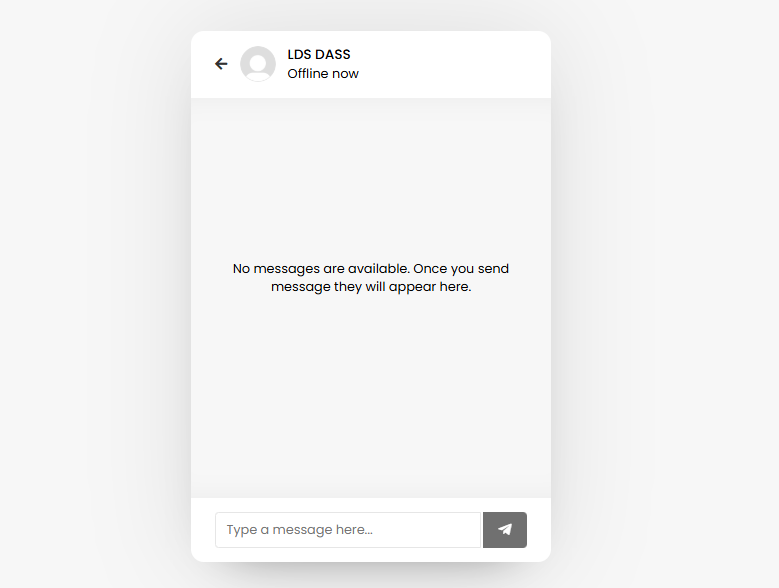 LDS DASS
Offline now
No messages are available. Once you send
message they will appear here.
Type a message here...